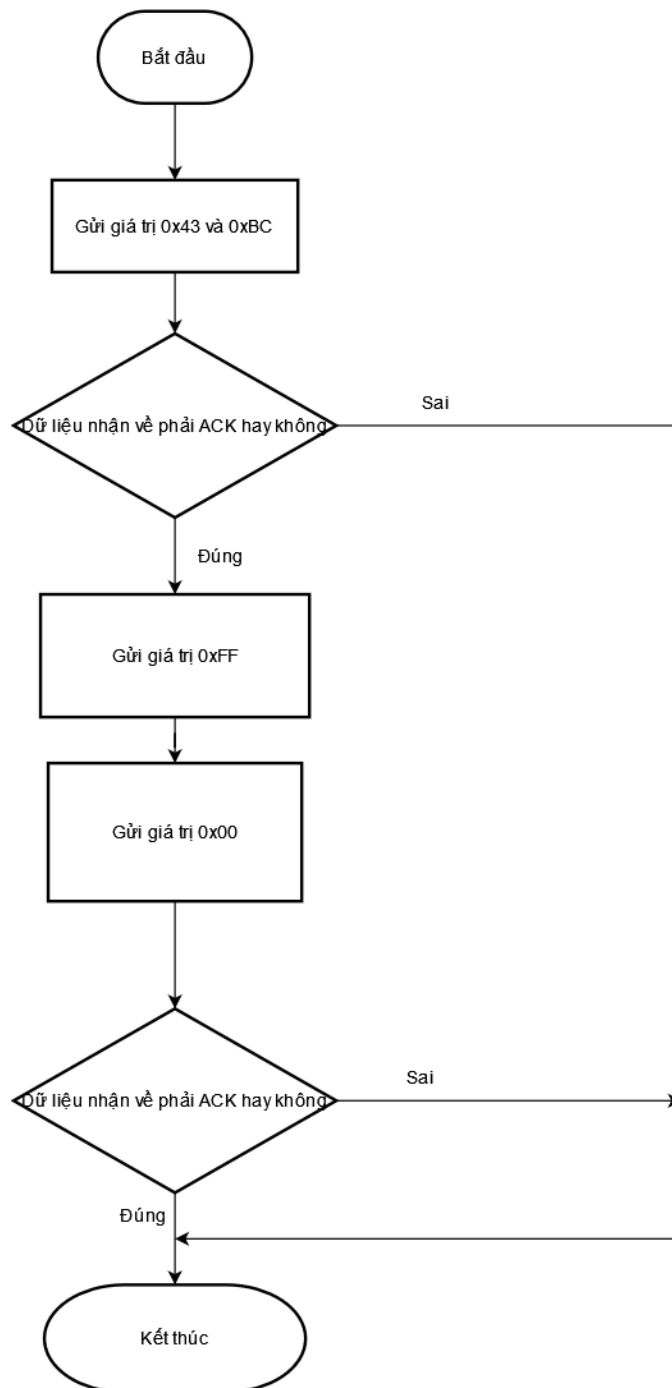 Bắt đầu
Gửi giá trị 0x43 và 0xBC
Dữ liệu nhận về phải ACK hay không
Sai
Đúng
Gửi giá trị 0xFF
Gửi giá trị 0x00
Dữ liệu nhận về phải ACK hay không
Sai
Đúng
Kết thúc